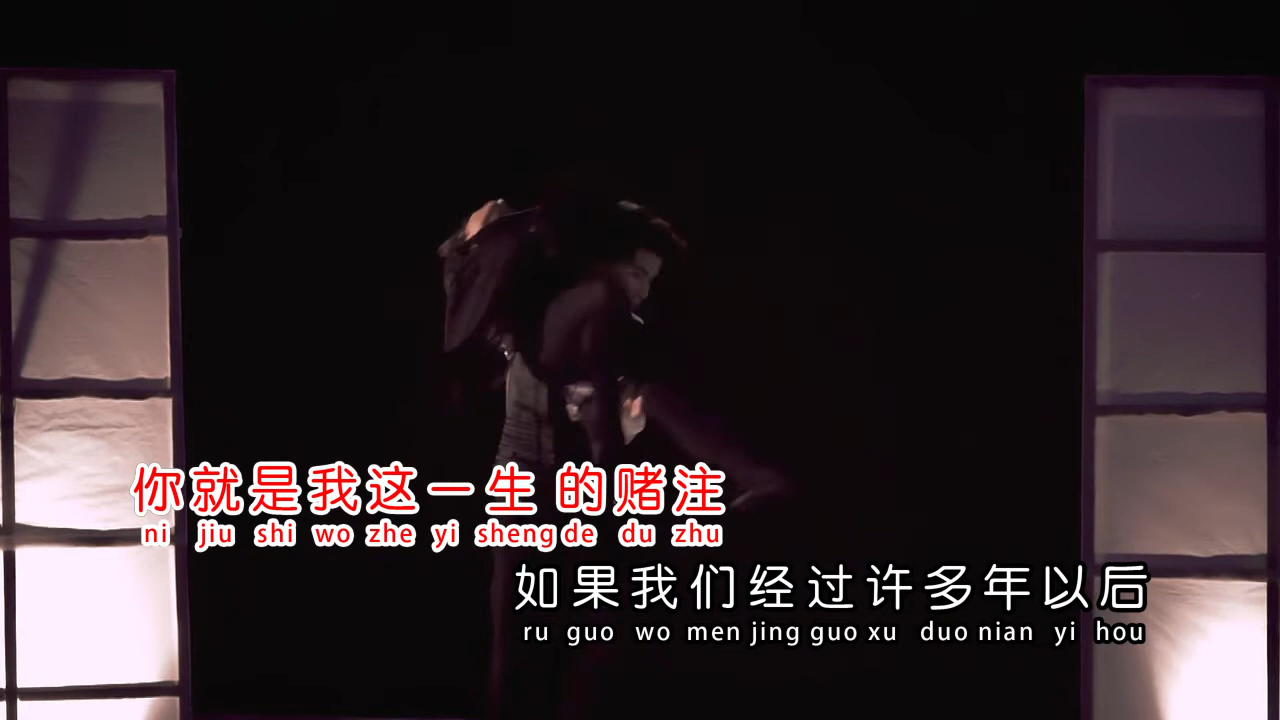 你就是我这一生 的赌注
ni jiu shi wo zhe yi sheng de du zhu
如果我们经过许多年以后
ru guo wo men jing guo xu duo nian yi hou